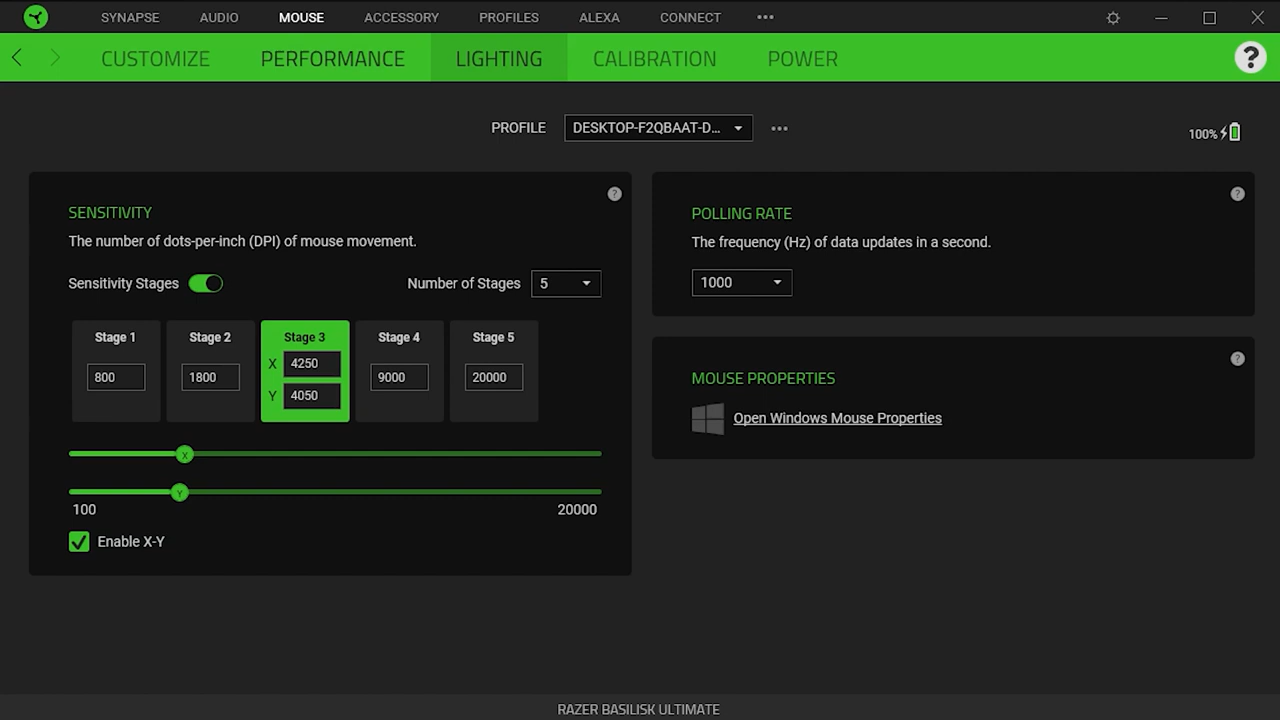 SYNAPSE AUDIO MOUSE ACCESSORY PROFILES ALEXA CONNECT •••
CUSTOMIZE PERFORMANCE LIGHTING CALIBRATION POWER ?
PROFILE DESKTOP-F2QBAAT-D... •••
100%
SENSITIVITY ?
The number of dots-per-inch (DPI) of mouse movement.
Sensitivity Stages Number of Stages 5
Stage 1 Stage 2 Stage 3 Stage 4 Stage 5
X 4250
800 1800 9000 20000
Y 4050
X
Y
100 20000
Enable X-Y
POLLING RATE ?
The frequency (Hz) of data updates in a second.
1000
MOUSE PROPERTIES ?
Open Windows Mouse Properties
RAZER BASILISK ULTIMATE